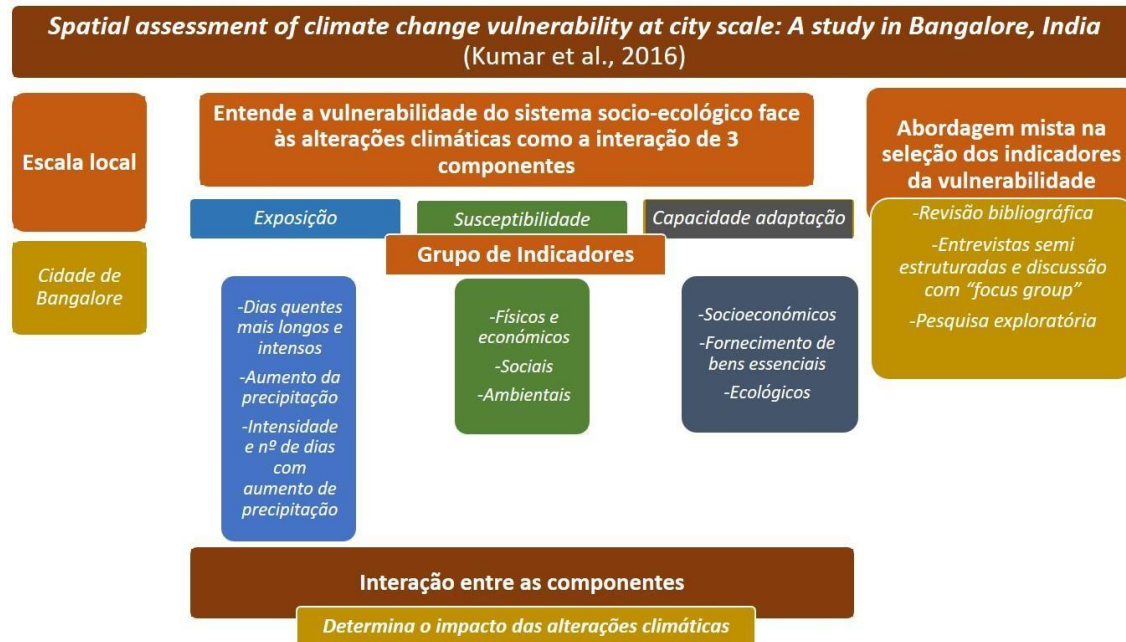 Spatial assessment of climate change vulnerability at city scale: A study in Bangalore, India
(Kumar et al., 2016)
Escala local
Cidade de
Bangalore
Entende a vulnerabilidade do sistema socio-ecológico face
às alterações climáticas como a interação de 3
componentes
Exposição
Susceptibilidade
Capacidade adaptação
Grupo de Indicadores
-Dias quentes
mais longos e
intensos
-Aumento da
precipitação
-Intensidade
e nº de dias
com
aumento de
precipitação
-Físicos e
económicos
-Sociais
-Ambientais
-Socioeconómicos
-Fornecimento de
bens essenciais
-Ecológicos
Abordagem mista na
seleção dos indicadores
da vulnerabilidade
-Revisão bibliográfica
-Entrevistas semi
estruturadas e discussão
com “focus group”
-Pesquisa exploratória
Interação entre as componentes
Determina o impacto das alterações climáticas